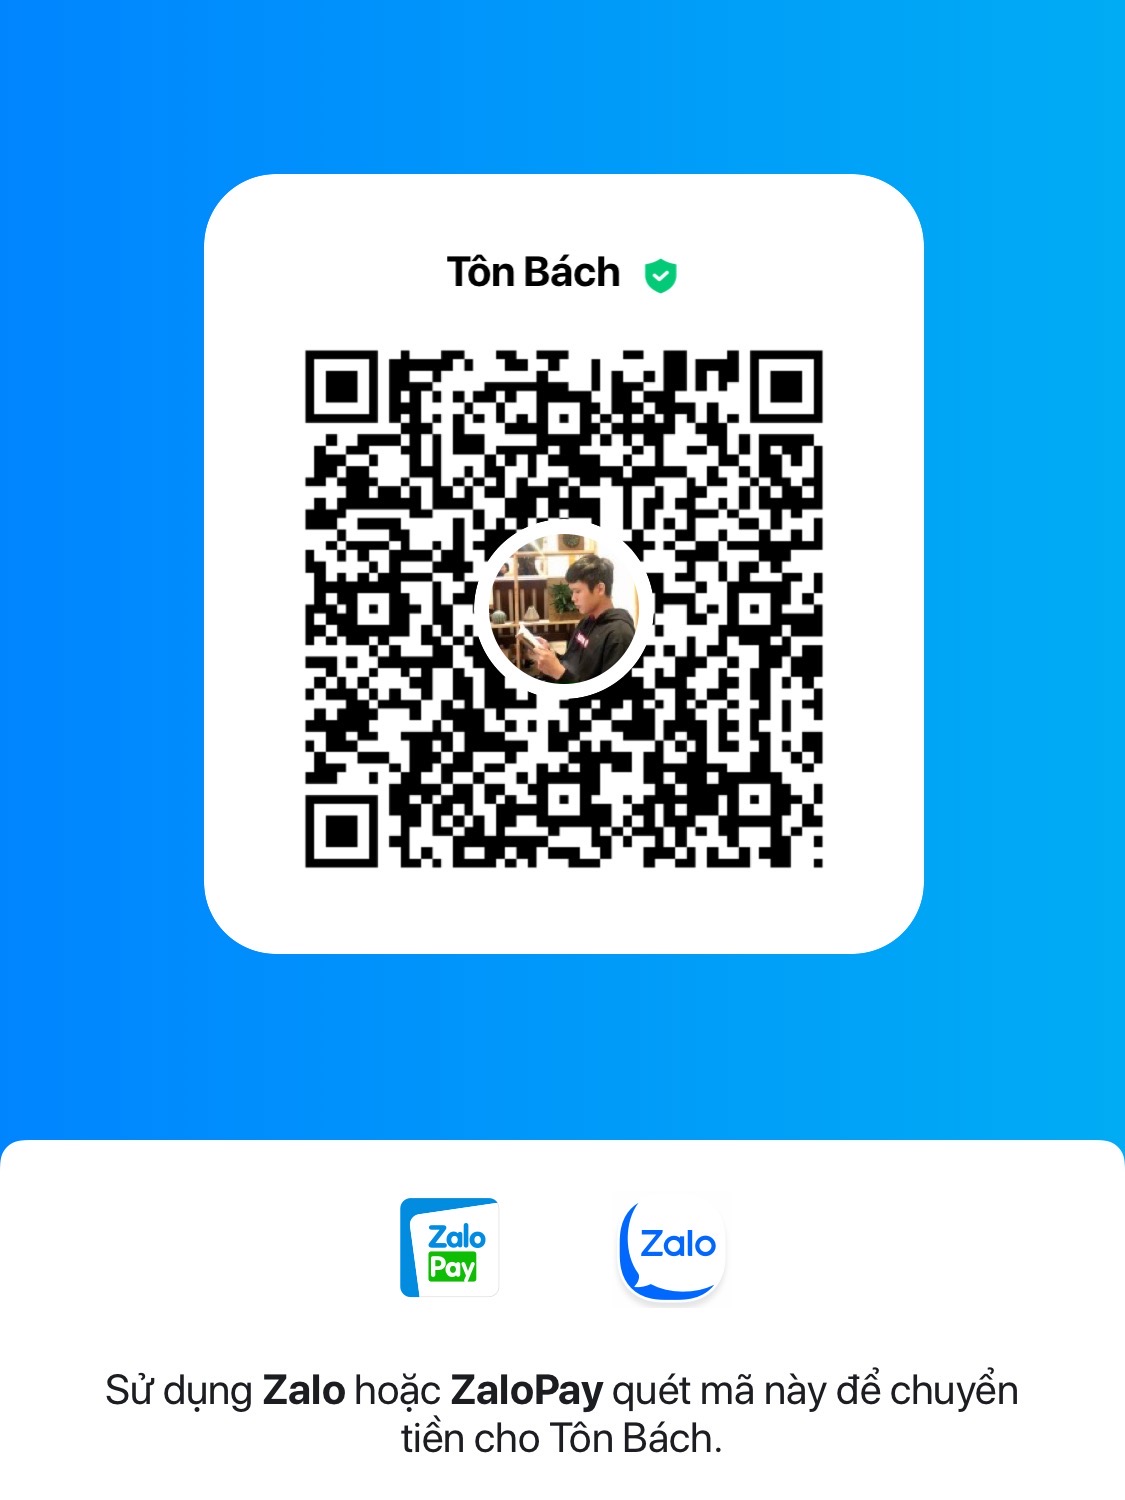 Tôn Bách
Zalo
Pay
Zalo
Sử dụng Zalo hoặc ZaloPay quét mã này để chuyển
tiền cho Tôn Bách.